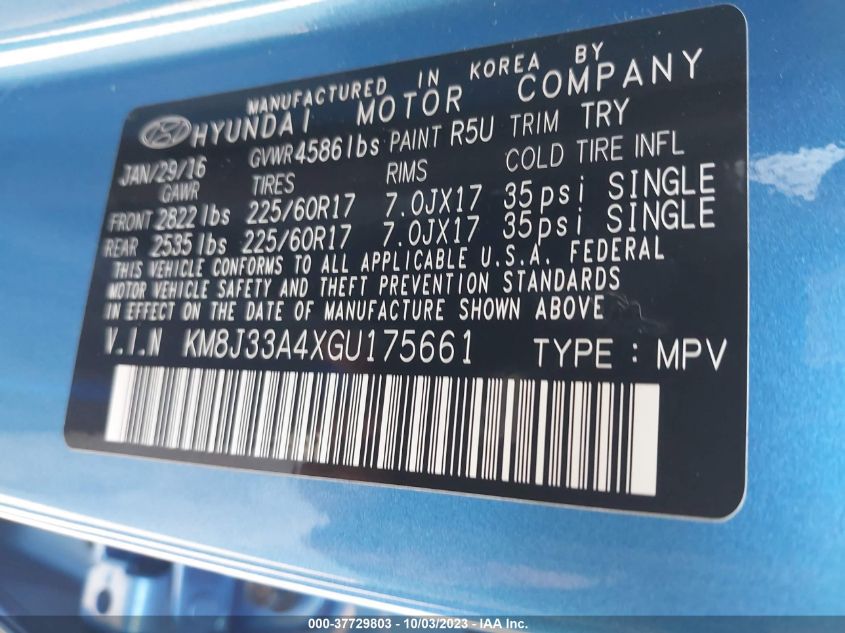 MANUFACTURED IN KOREA BY
HYUNDAI MOTOR COMPANY
JAN/29/16 GVWR 4586 lbs PAINT R5U TRIM TRY
GAWR TIRES RIMS COLD TIRE INFL
FRONT 2822 lbs 225/60R17 7.0JX17 35psi SINGLE
REAR 2535 lbs 225/60R17 7.0JX17 35psi SINGLE
THIS VEHICLE CONFORMS TO ALL APPLICABLE U.S.A. FEDERAL
MOTOR VEHICLE SAFETY AND THEFT PREVENTION STANDARDS
IN EFFECT ON THE DATE OF MANUFACTURE SHOWN ABOVE
V.I.N KM8J33A4XGU175661 TYPE : MPV
000-37729803 - 10/03/2023 - IAA Inc.